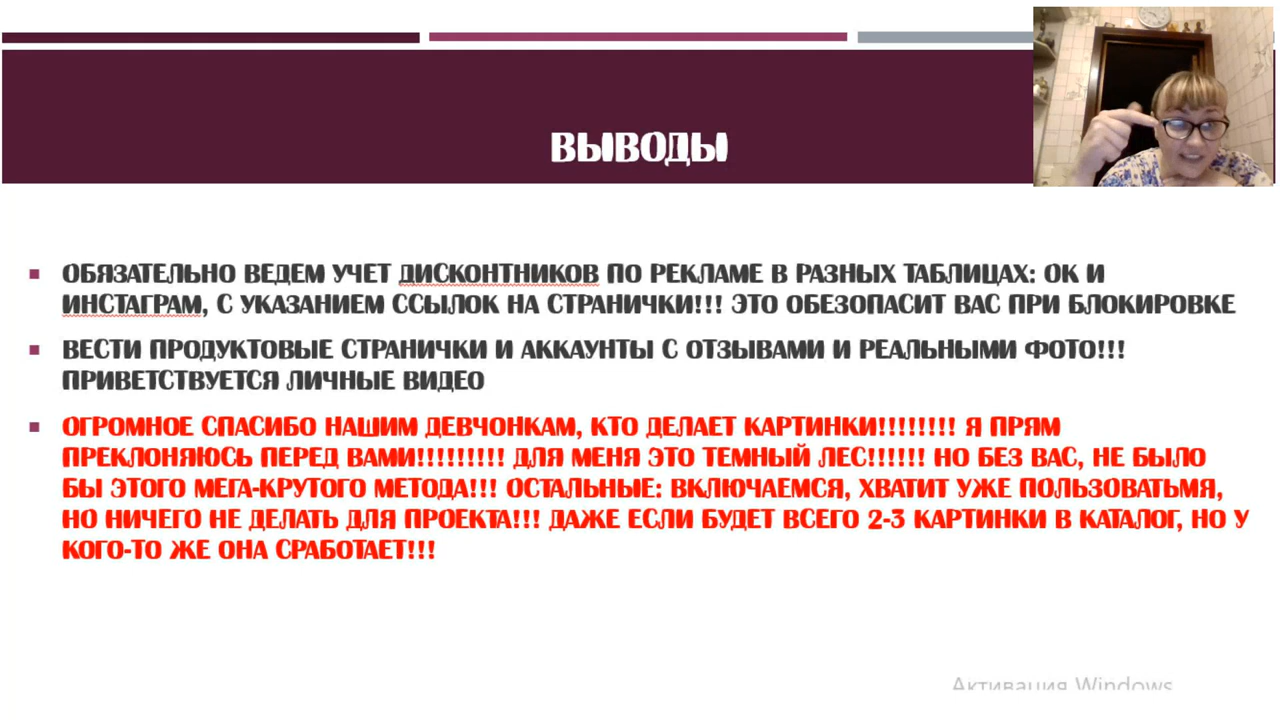 ВЫВОДЫ
ОБЯЗАТЕЛЬНО ВЕДЕМ УЧЕТ ДИСКОНТНИКОВ ПО РЕКЛАМЕ В РАЗНЫХ ТАБЛИЦАХ: ОК И
ИНСТАГРАМ, С УКАЗАНИЕМ ССЫЛОК НА СТРАНИЧКИ!!! ЭТО ОБЕЗОПАСИТ ВАС ПРИ БЛОКИРОВКЕ
ВЕСТИ ПРОДУКТОВЫЕ СТРАНИЧКИ И АККАУНТЫ С ОТЗЫВАМИ И РЕАЛЬНЫМИ ФОТО!!!
ПРИВЕТСТВУЕТСЯ ЛИЧНЫЕ ВИДЕО
ОГРОМНОЕ СПАСИБО НАШИМ ДЕВЧОНКАМ, КТО ДЕЛАЕТ КАРТИНКИ!!!!!!!! Я ПРЯМ
ПРЕКЛОНЯЮСЬ ПЕРЕД ВАМИ!!!!!!!!! ДЛЯ МЕНЯ ЭТО ТЕМНЫЙ ЛЕС!!!!!! НО БЕЗ ВАС, НЕ БЫЛО
БЫ ЭТОГО МЕГА-КРУТОГО МЕТОДА!!! ОСТАЛЬНЫЕ: ВКЛЮЧАЕМСЯ, ХВАТИТ УЖЕ ПОЛЬЗОВАТЬМЯ,
НО НИЧЕГО НЕ ДЕЛАТЬ ДЛЯ ПРОЕКТА!!! ДАЖЕ ЕСЛИ БУДЕТ ВСЕГО 2-3 КАРТИНКИ В КАТАЛОГ, НО У
КОГО-ТО ЖЕ ОНА СРАБОТАЕТ!!!
Активация Windows